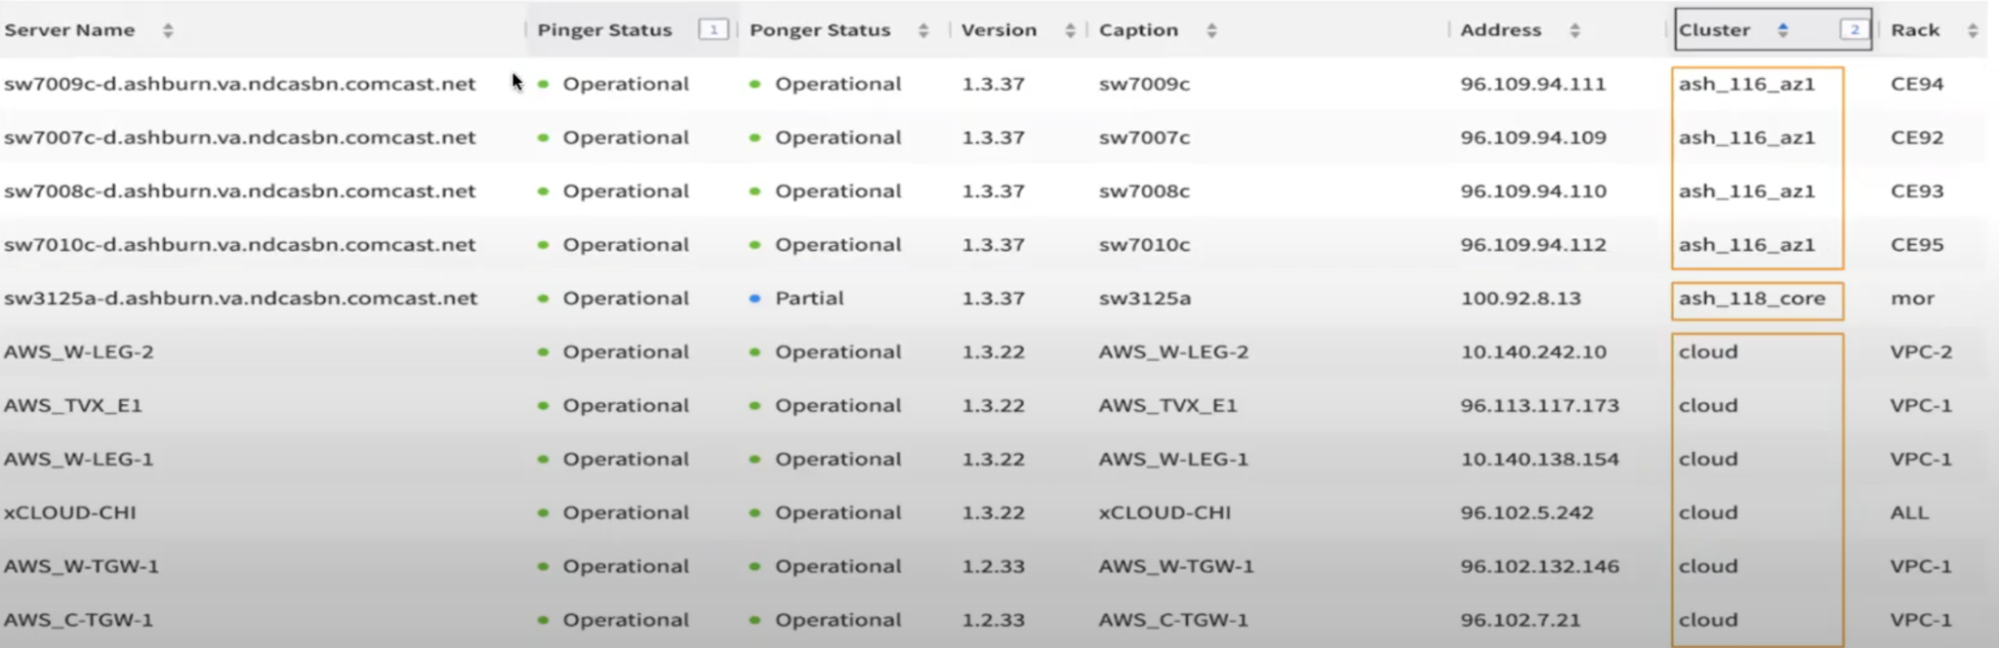 Server Name Pinger Status 1 Ponger Status Version Caption Address Cluster 2 Rack
sw7009c-d.ashburn.va.ndcasbn.comcast.net Operational Operational 1.3.37 sw7009c 96.109.94.111 ash_116_az1 CE94
sw7007c-d.ashburn.va.ndcasbn.comcast.net Operational Operational 1.3.37 sw7007c 96.109.94.109 ash_116_az1 CE92
sw7008c-d.ashburn.va.ndcasbn.comcast.net Operational Operational 1.3.37 sw7008c 96.109.94.110 ash_116_az1 CE93
sw7010c-d.ashburn.va.ndcasbn.comcast.net Operational Operational 1.3.37 sw7010c 96.109.94.112 ash_116_az1 CE95
sw3125a-d.ashburn.va.ndcasbn.comcast.net Operational Partial 1.3.37 sw3125a 100.92.8.13 ash_118_core mor
AWS_W-LEG-2 Operational Operational 1.3.22 AWS_W-LEG-2 10.140.242.10 cloud VPC-2
AWS_TVX_E1 Operational Operational 1.3.22 AWS_TVX_E1 96.113.117.173 cloud VPC-1
AWS_W-LEG-1 Operational Operational 1.3.22 AWS_W-LEG-1 10.140.138.154 cloud VPC-1
xCLOUD-CHI Operational Operational 1.3.22 xCLOUD-CHI 96.102.5.242 cloud ALL
AWS_W-TGW-1 Operational Operational 1.2.33 AWS_W-TGW-1 96.102.132.146 cloud VPC-1
AWS_C-TGW-1 Operational Operational 1.2.33 AWS_C-TGW-1 96.102.7.21 cloud VPC-1